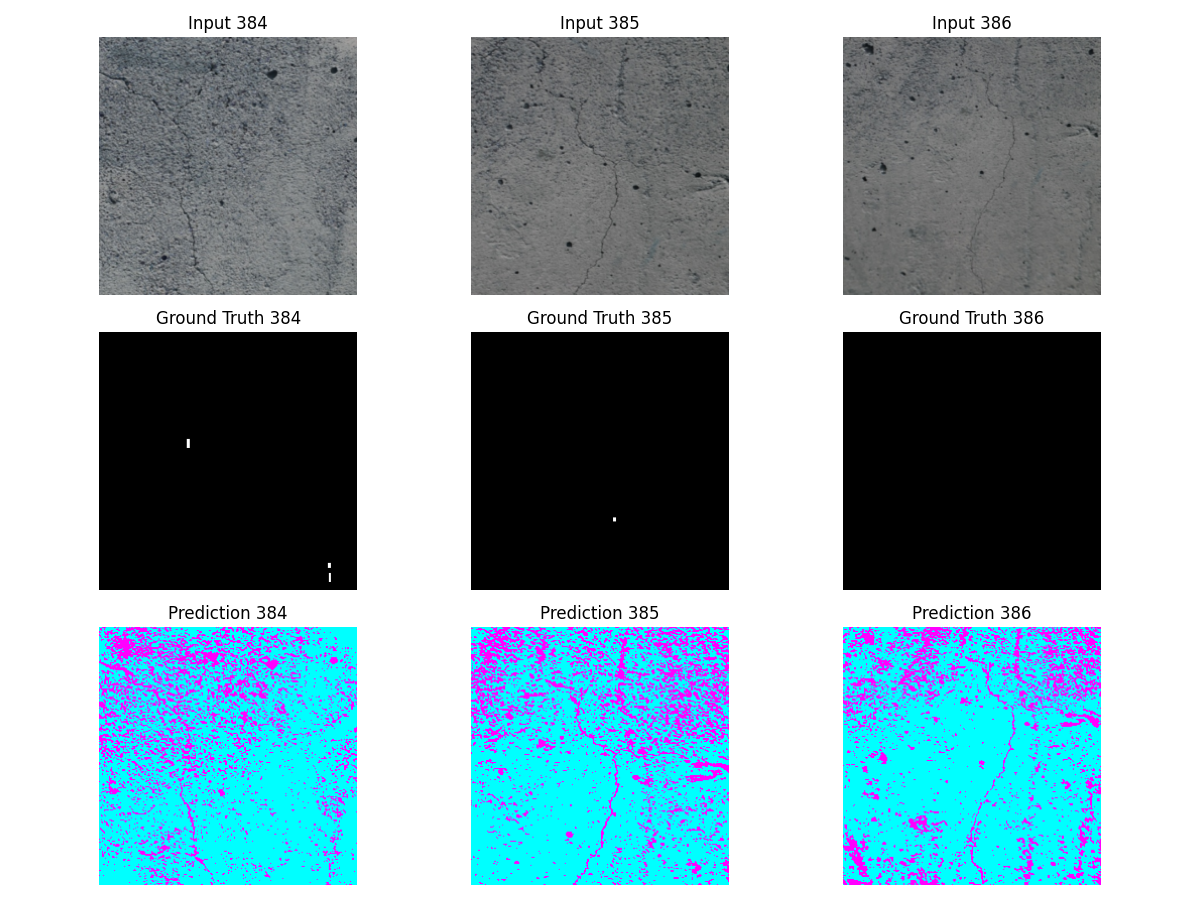 Input 384
Input 385
Input 386
Ground Truth 384
Ground Truth 385
Ground Truth 386
Prediction 384
Prediction 385
Prediction 386